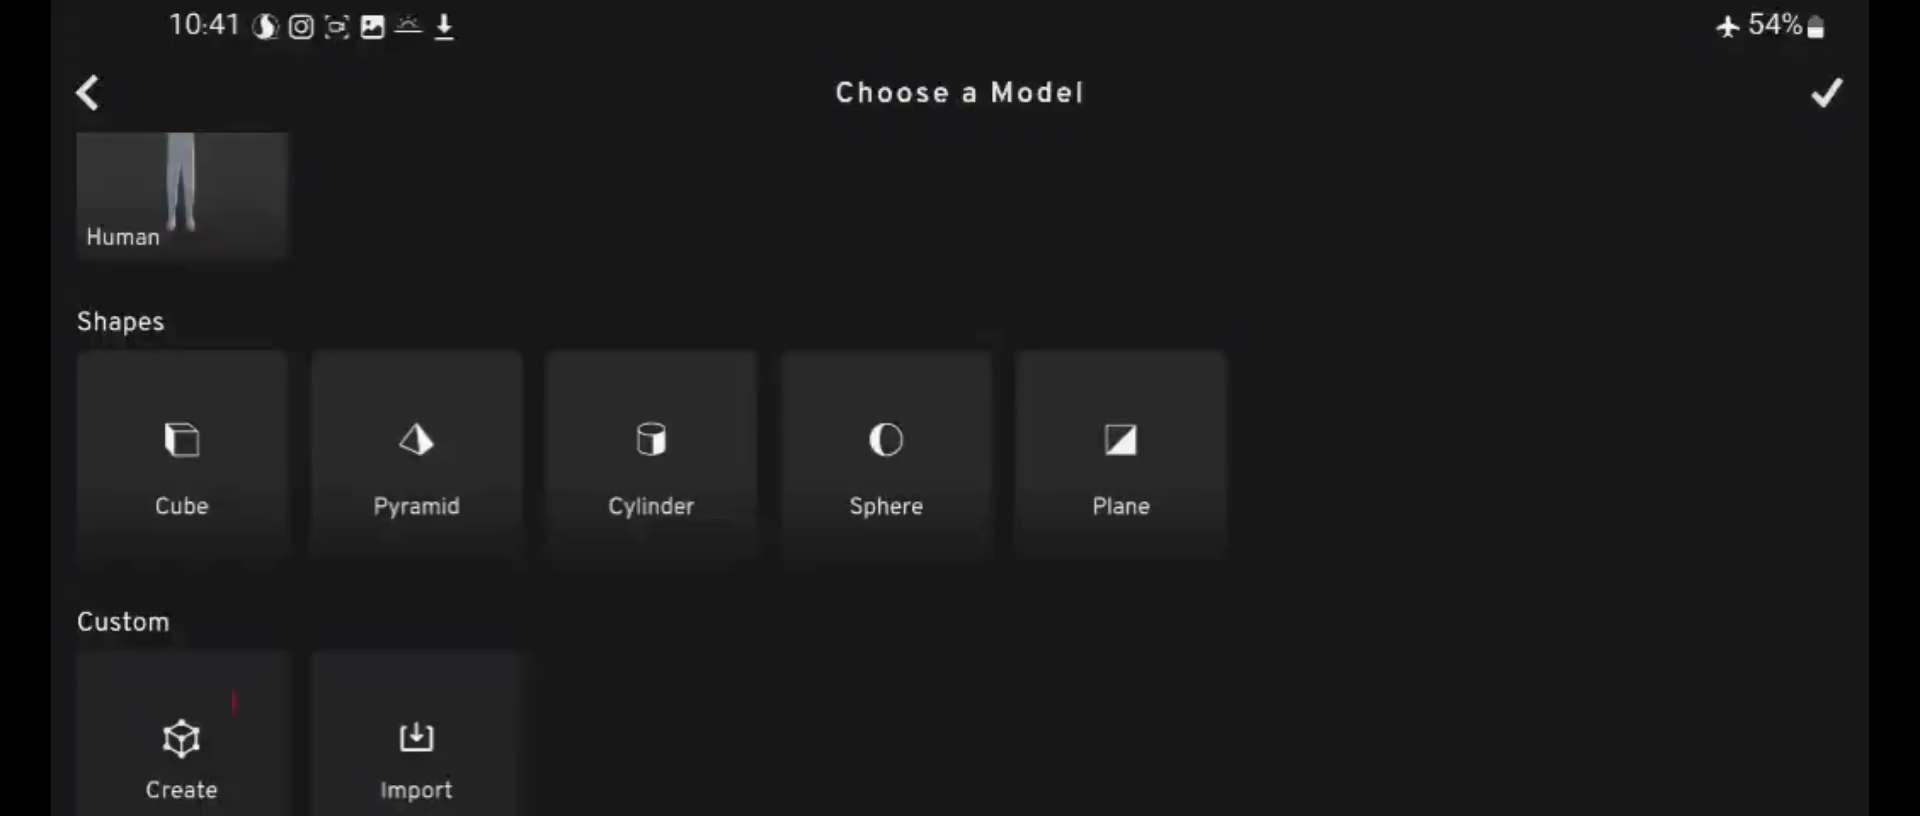 10:41 54%
Choose a Model
Human
Shapes
Cube Pyramid Cylinder Sphere Plane
Custom
Create Import